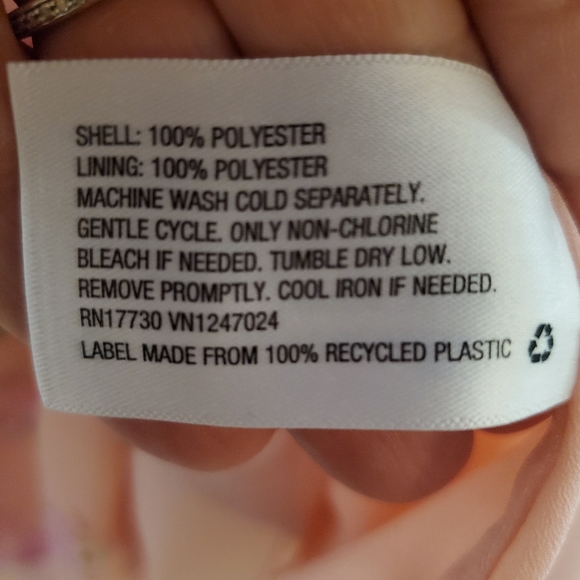 SHELL: 100% POLYESTER
LINING: 100% POLYESTER
MACHINE WASH COLD SEPARATELY.
GENTLE CYCLE. ONLY NON-CHLORINE
BLEACH IF NEEDED. TUMBLE DRY LOW.
REMOVE PROMPTLY. COOL IRON IF NEEDED.
RN17730 VN1247024
LABEL MADE FROM 100% RECYCLED PLASTIC